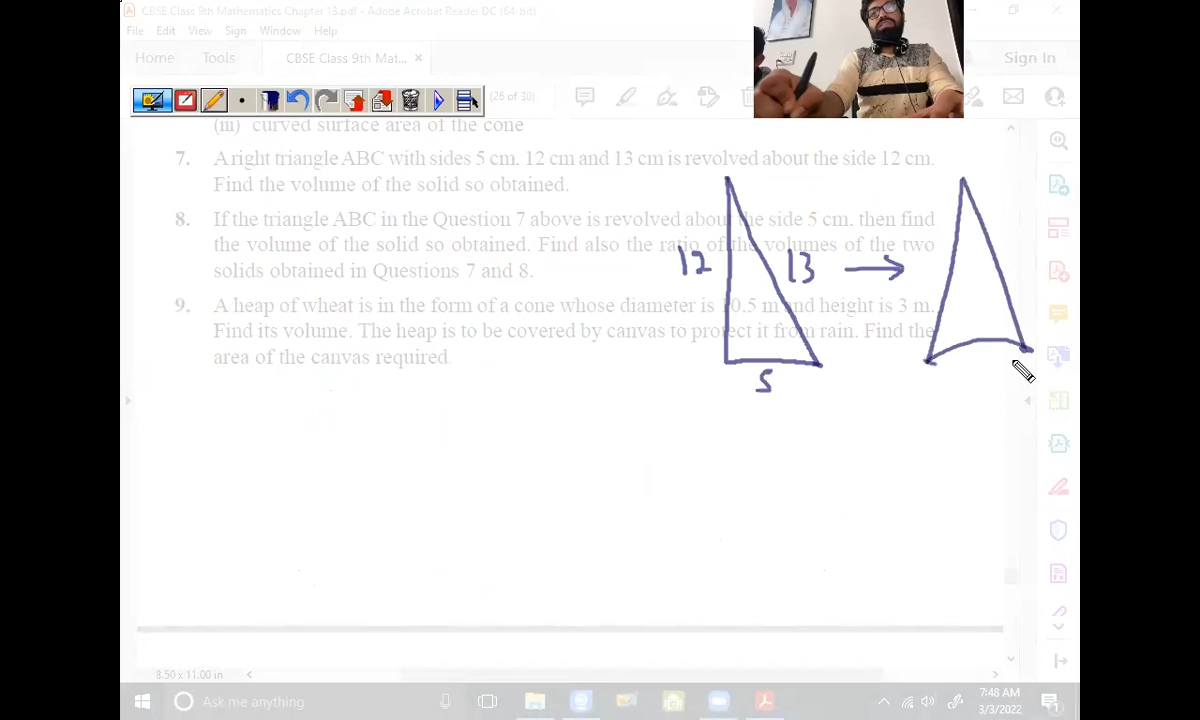 CBSE Class 9th Mathematics Chapter 13.pdf - Adobe Acrobat Reader DC (64-bit)
File Edit View Sign Window Help
Home Tools CBSE Class 9th Mat... × Sign In
(26 of 30)
(iii) curved surface area of the cone
7. A right triangle ABC with sides 5 cm, 12 cm and 13 cm is revolved about the side 12 cm.
Find the volume of the solid so obtained.
8. If the triangle ABC in the Question 7 above is revolved about the side 5 cm, then find
the volume of the solid so obtained. Find also the ratio of the volumes of the two
solids obtained in Questions 7 and 8.
9. A heap of wheat is in the form of a cone whose diameter is 10.5 m and height is 3 m.
Find its volume. The heap is to be covered by canvas to protect it from rain. Find the
area of the canvas required.
12
13
5
8.50 x 11.00 in
Ask me anything
7:48 AM
3/3/2022
1